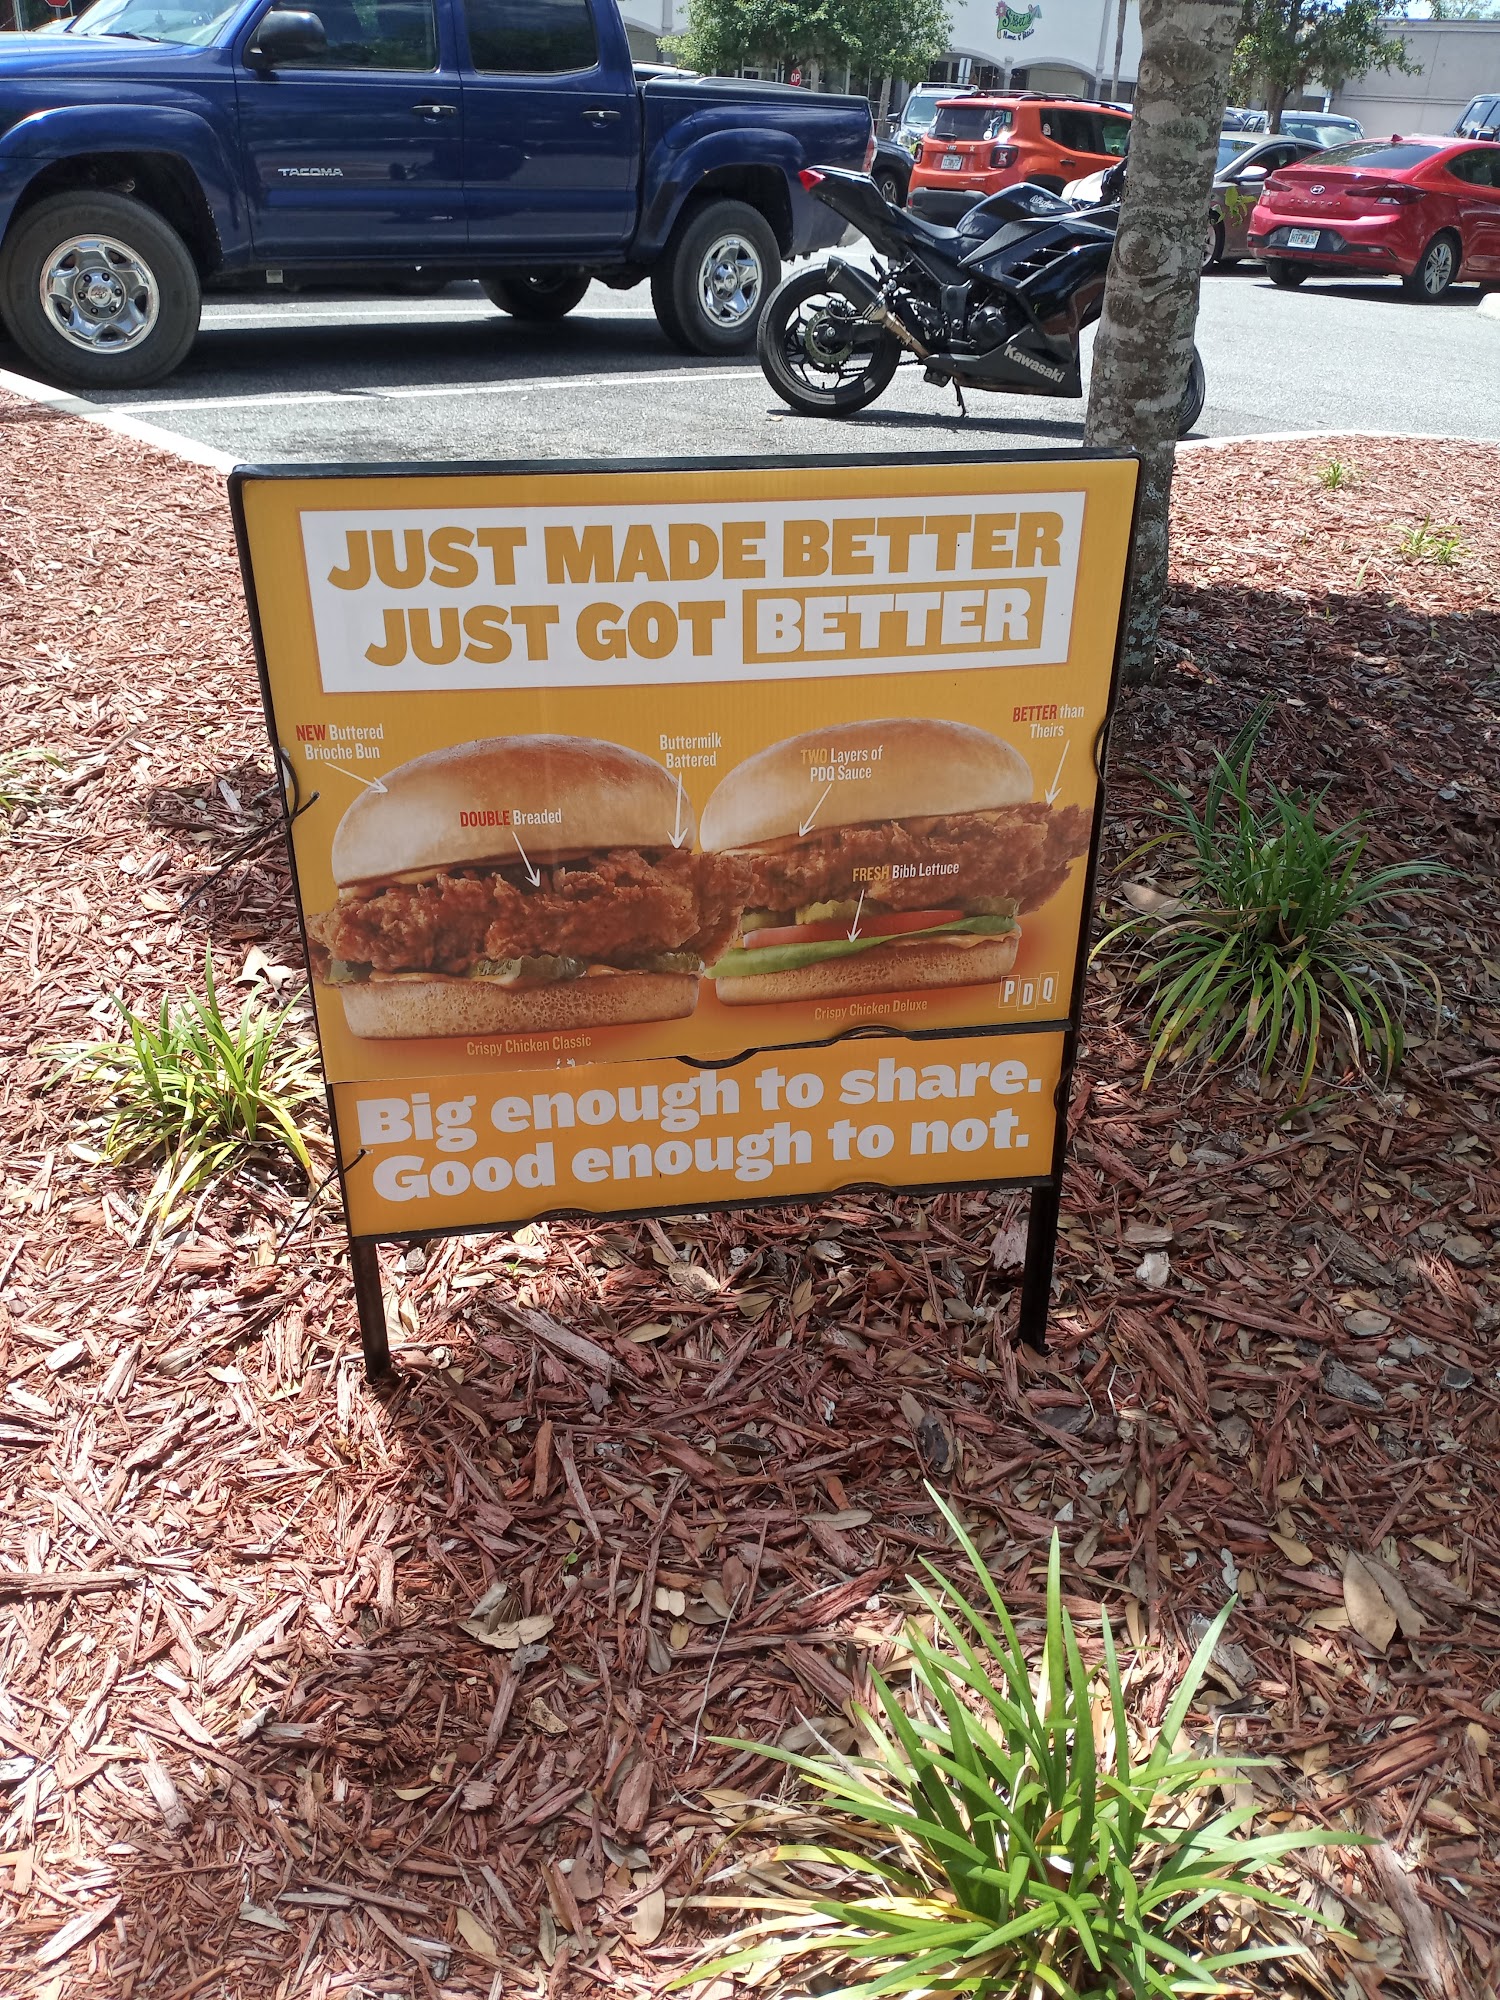 TACOMA
Kawasaki
JUST MADE BETTER
JUST GOT BETTER
NEW Buttered
Brioche Bun
DOUBLE Breaded
Buttermilk
Battered
TWO Layers of
PDQ Sauce
BETTER than
Theirs
FRESH Bibb Lettuce
Crispy Chicken Classic
Crispy Chicken Deluxe
PDQ
Big enough to share.
Good enough to not.